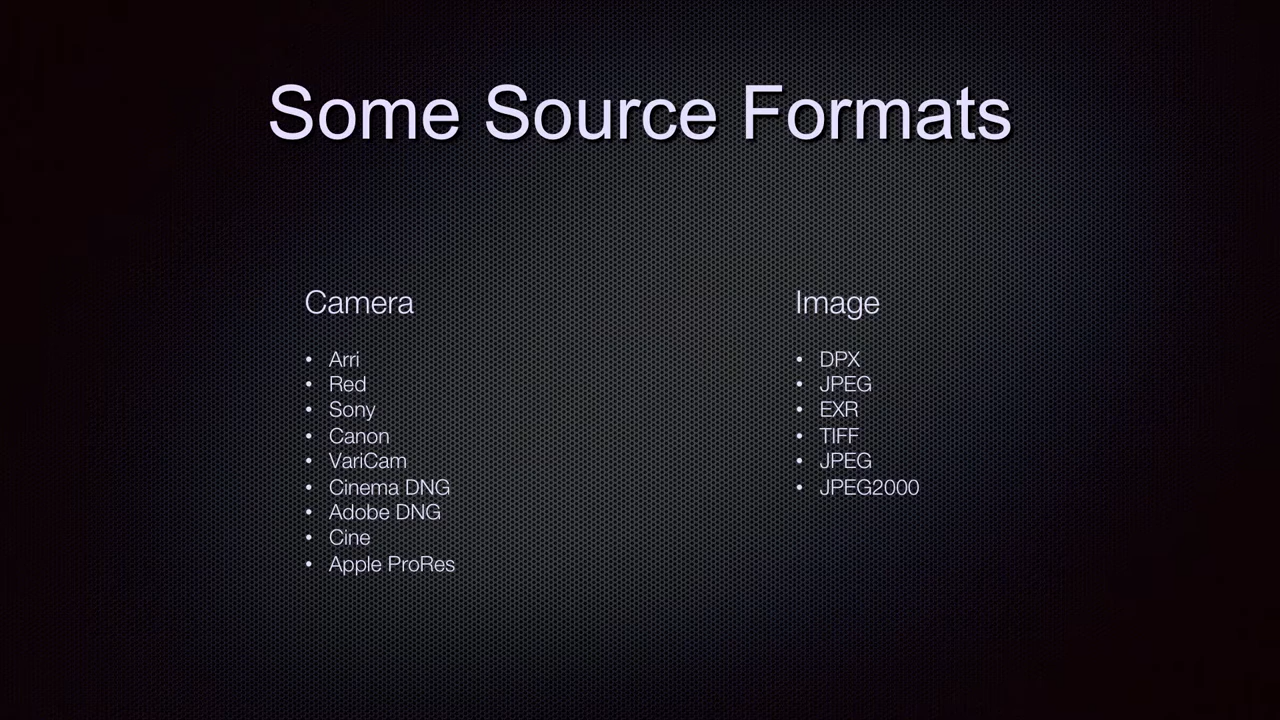 Some Source Formats
Camera
• Arri
• Red
• Sony
• Canon
• VariCam
• Cinema DNG
• Adobe DNG
• Cine
• Apple ProRes
Image
• DPX
• JPEG
• EXR
• TIFF
• JPEG
• JPEG2000